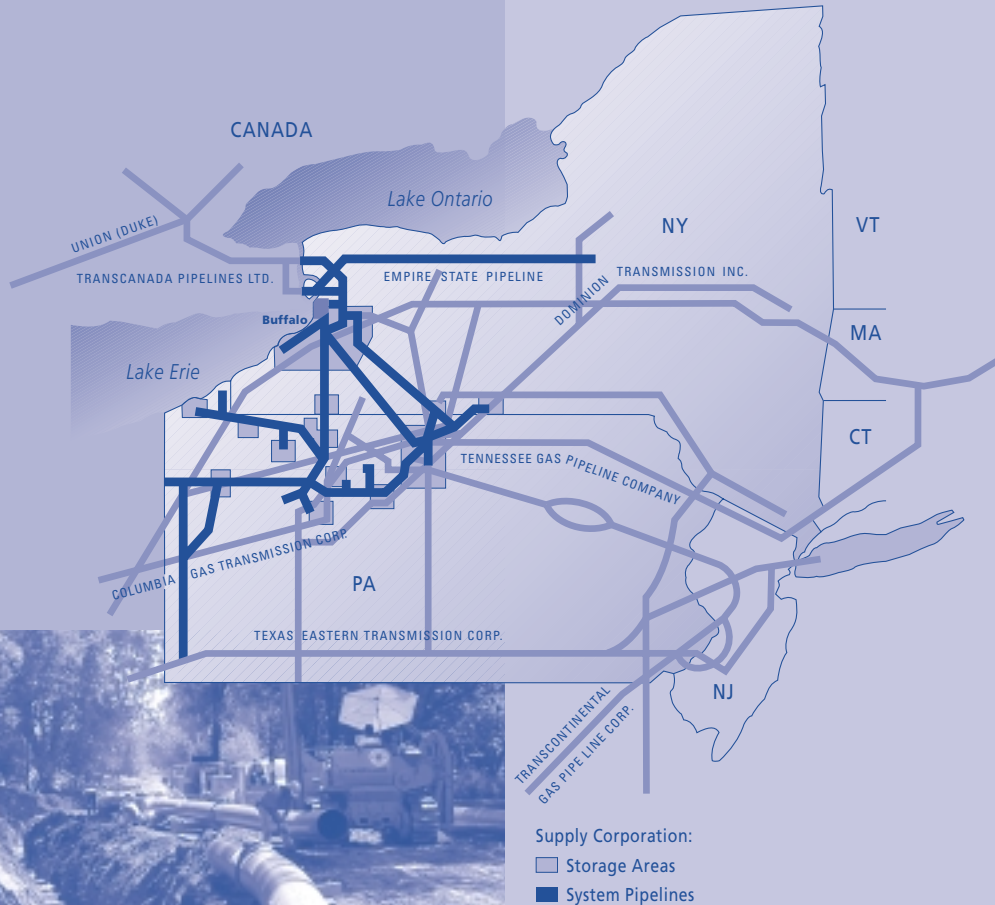 CANADA
Lake Ontario
UNION (DUKE)
NY
VT
TRANSCANADA PIPELINES LTD.
EMPIRE STATE PIPELINE
DOMINION TRANSMISSION INC.
Buffalo
MA
Lake Erie
CT
TENNESSEE GAS PIPELINE COMPANY
COLUMBIA GAS TRANSMISSION CORP.
PA
TEXAS EASTERN TRANSMISSION CORP.
NJ
TRANSCONTINENTAL
GAS PIPE LINE CORP.
Supply Corporation:
Storage Areas
System Pipelines